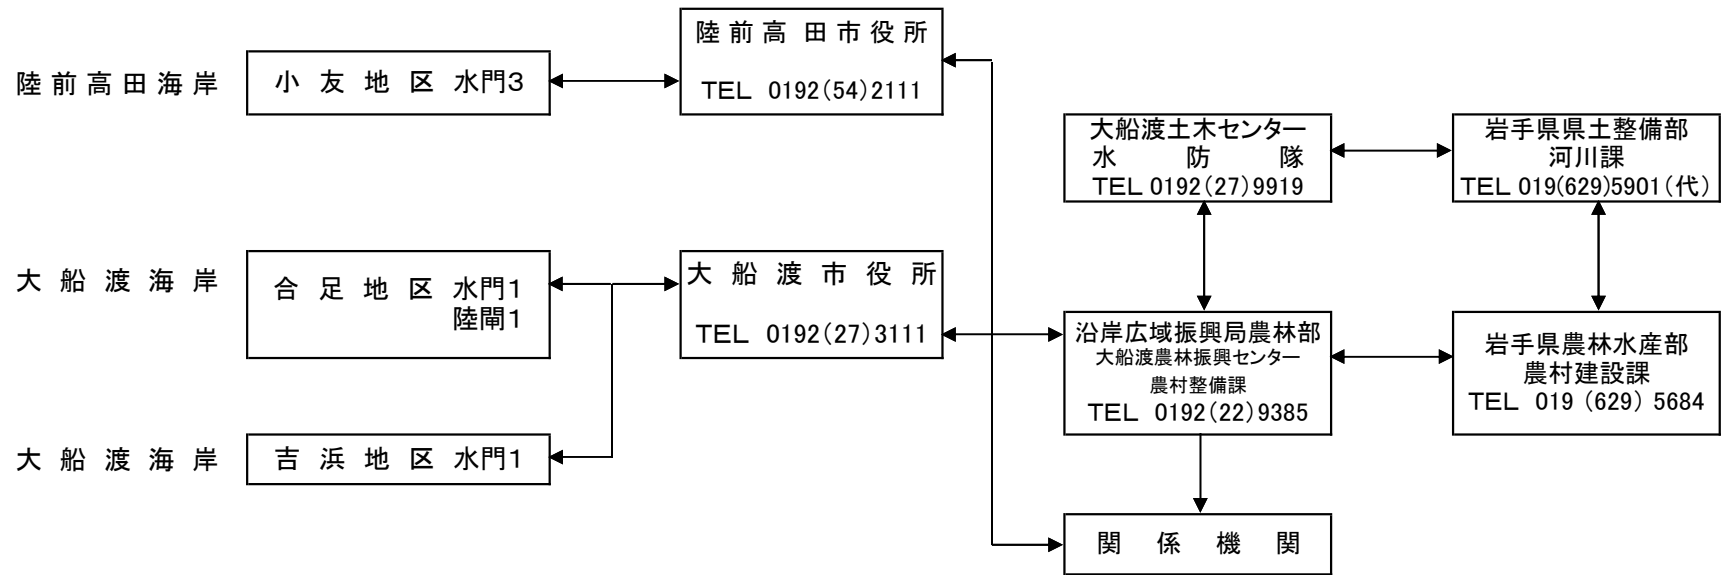 陸前高田海岸
小友地区 水門3
陸前高田市役所
TEL 0192(54)2111
大船渡土木センター
水防隊
TEL 0192(27)9919
岩手県県土整備部
河川課
TEL 019(629)5901(代)
大船渡海岸
合足地区 水門1
陸閘1
大船渡市役所
TEL 0192(27)3111
沿岸広域振興局農林部
大船渡農林振興センター
農村整備課
TEL 0192(22)9385
岩手県農林水産部
農村建設課
TEL 019 (629) 5684
大船渡海岸
吉浜地区 水門1
関係機関